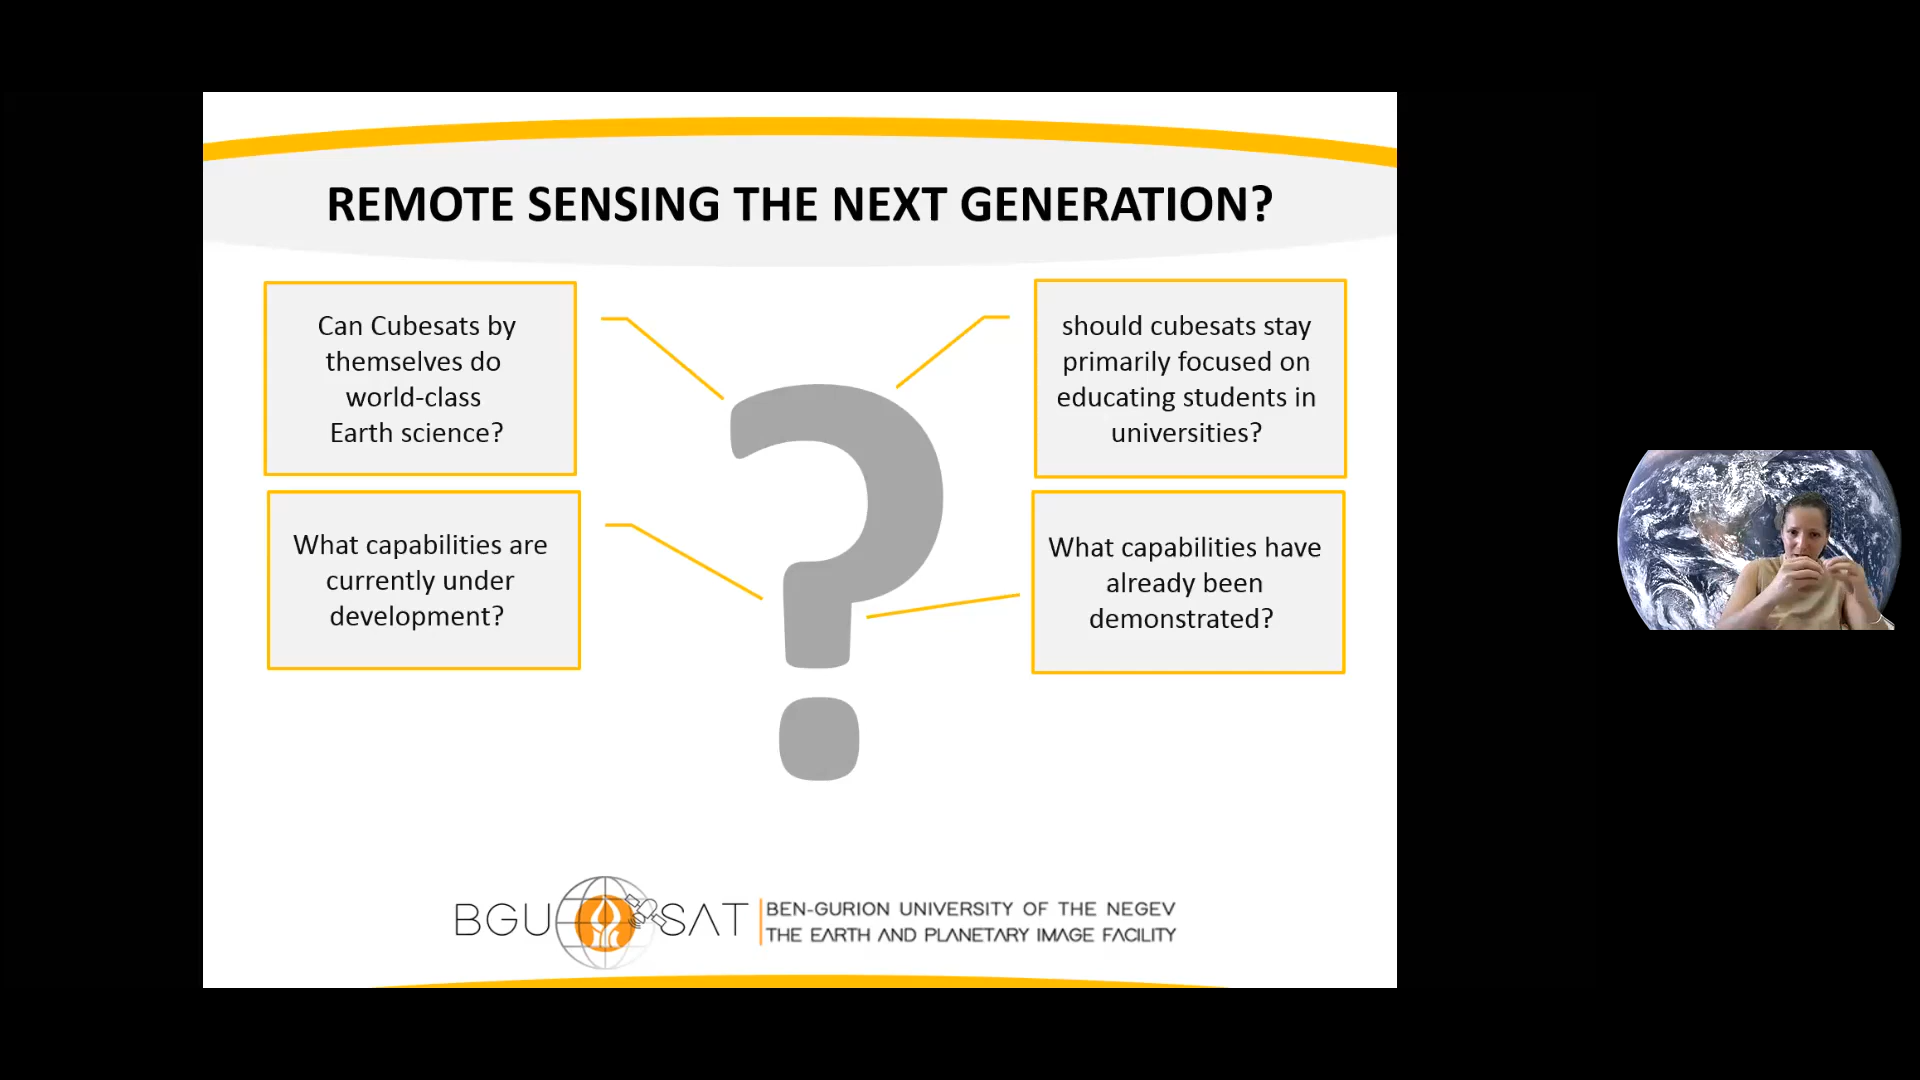 REMOTE SENSING THE NEXT GENERATION?
Can Cubesats by
themselves do
world-class
Earth science?
should cubesats stay
primarily focused on
educating students in
universities?
What capabilities are
currently under
development?
What capabilities have
already been
demonstrated?
BGU SAT
BEN-GURION UNIVERSITY OF THE NEGEV
THE EARTH AND PLANETARY IMAGE FACILITY